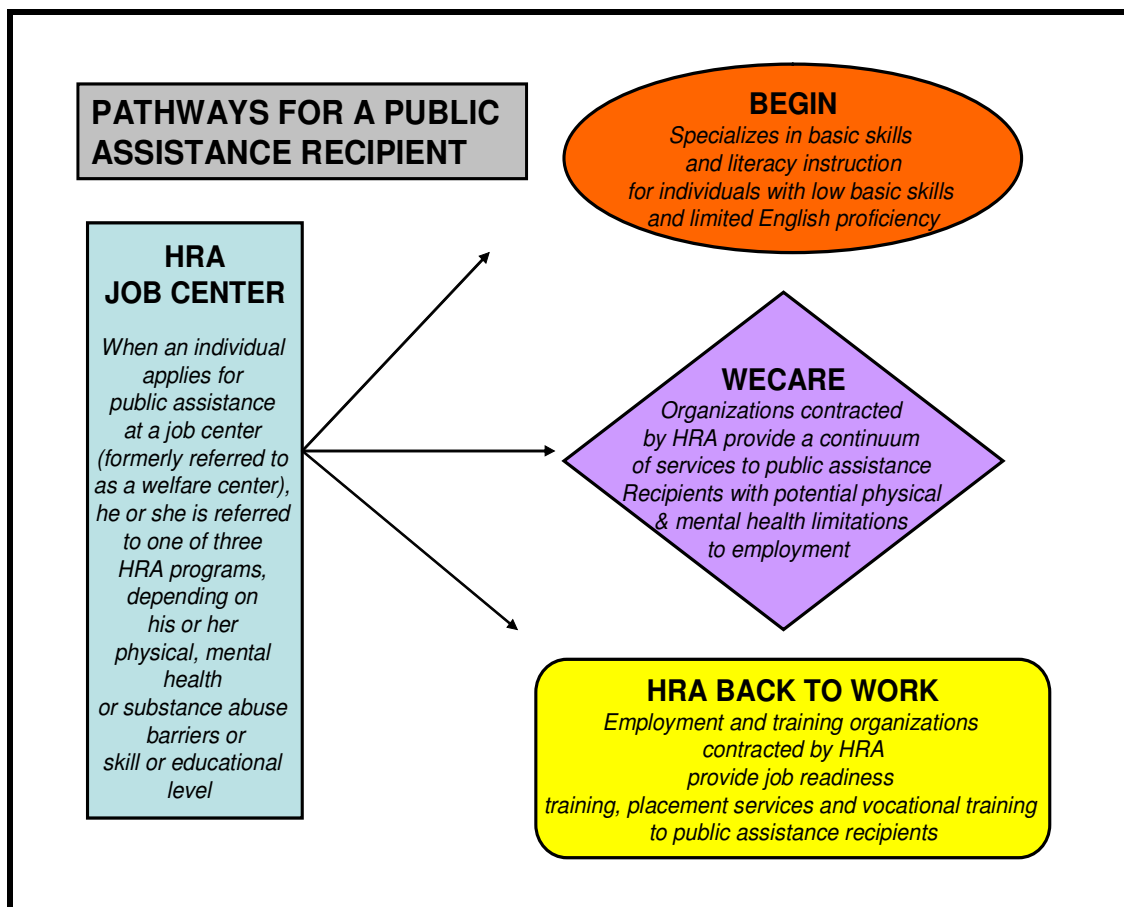 PATHWAYS FOR A PUBLIC
ASSISTANCE RECIPIENT
HRA
JOB CENTER
When an individual
applies for
public assistance
at a job center
(formerly referred to
as a welfare center),
he or she is referred
to one of three
HRA programs,
depending on
his or her
physical, mental
health
or substance abuse
barriers or
skill or educational
level
BEGIN
Specializes in basic skills
and literacy instruction
for individuals with low basic skills
and limited English proficiency
WECARE
Organizations contracted
by HRA provide a continuum
of services to public assistance
Recipients with potential physical
& mental health limitations
to employment
HRA BACK TO WORK
Employment and training organizations
contracted by HRA
provide job readiness
training, placement services and vocational training
to public assistance recipients